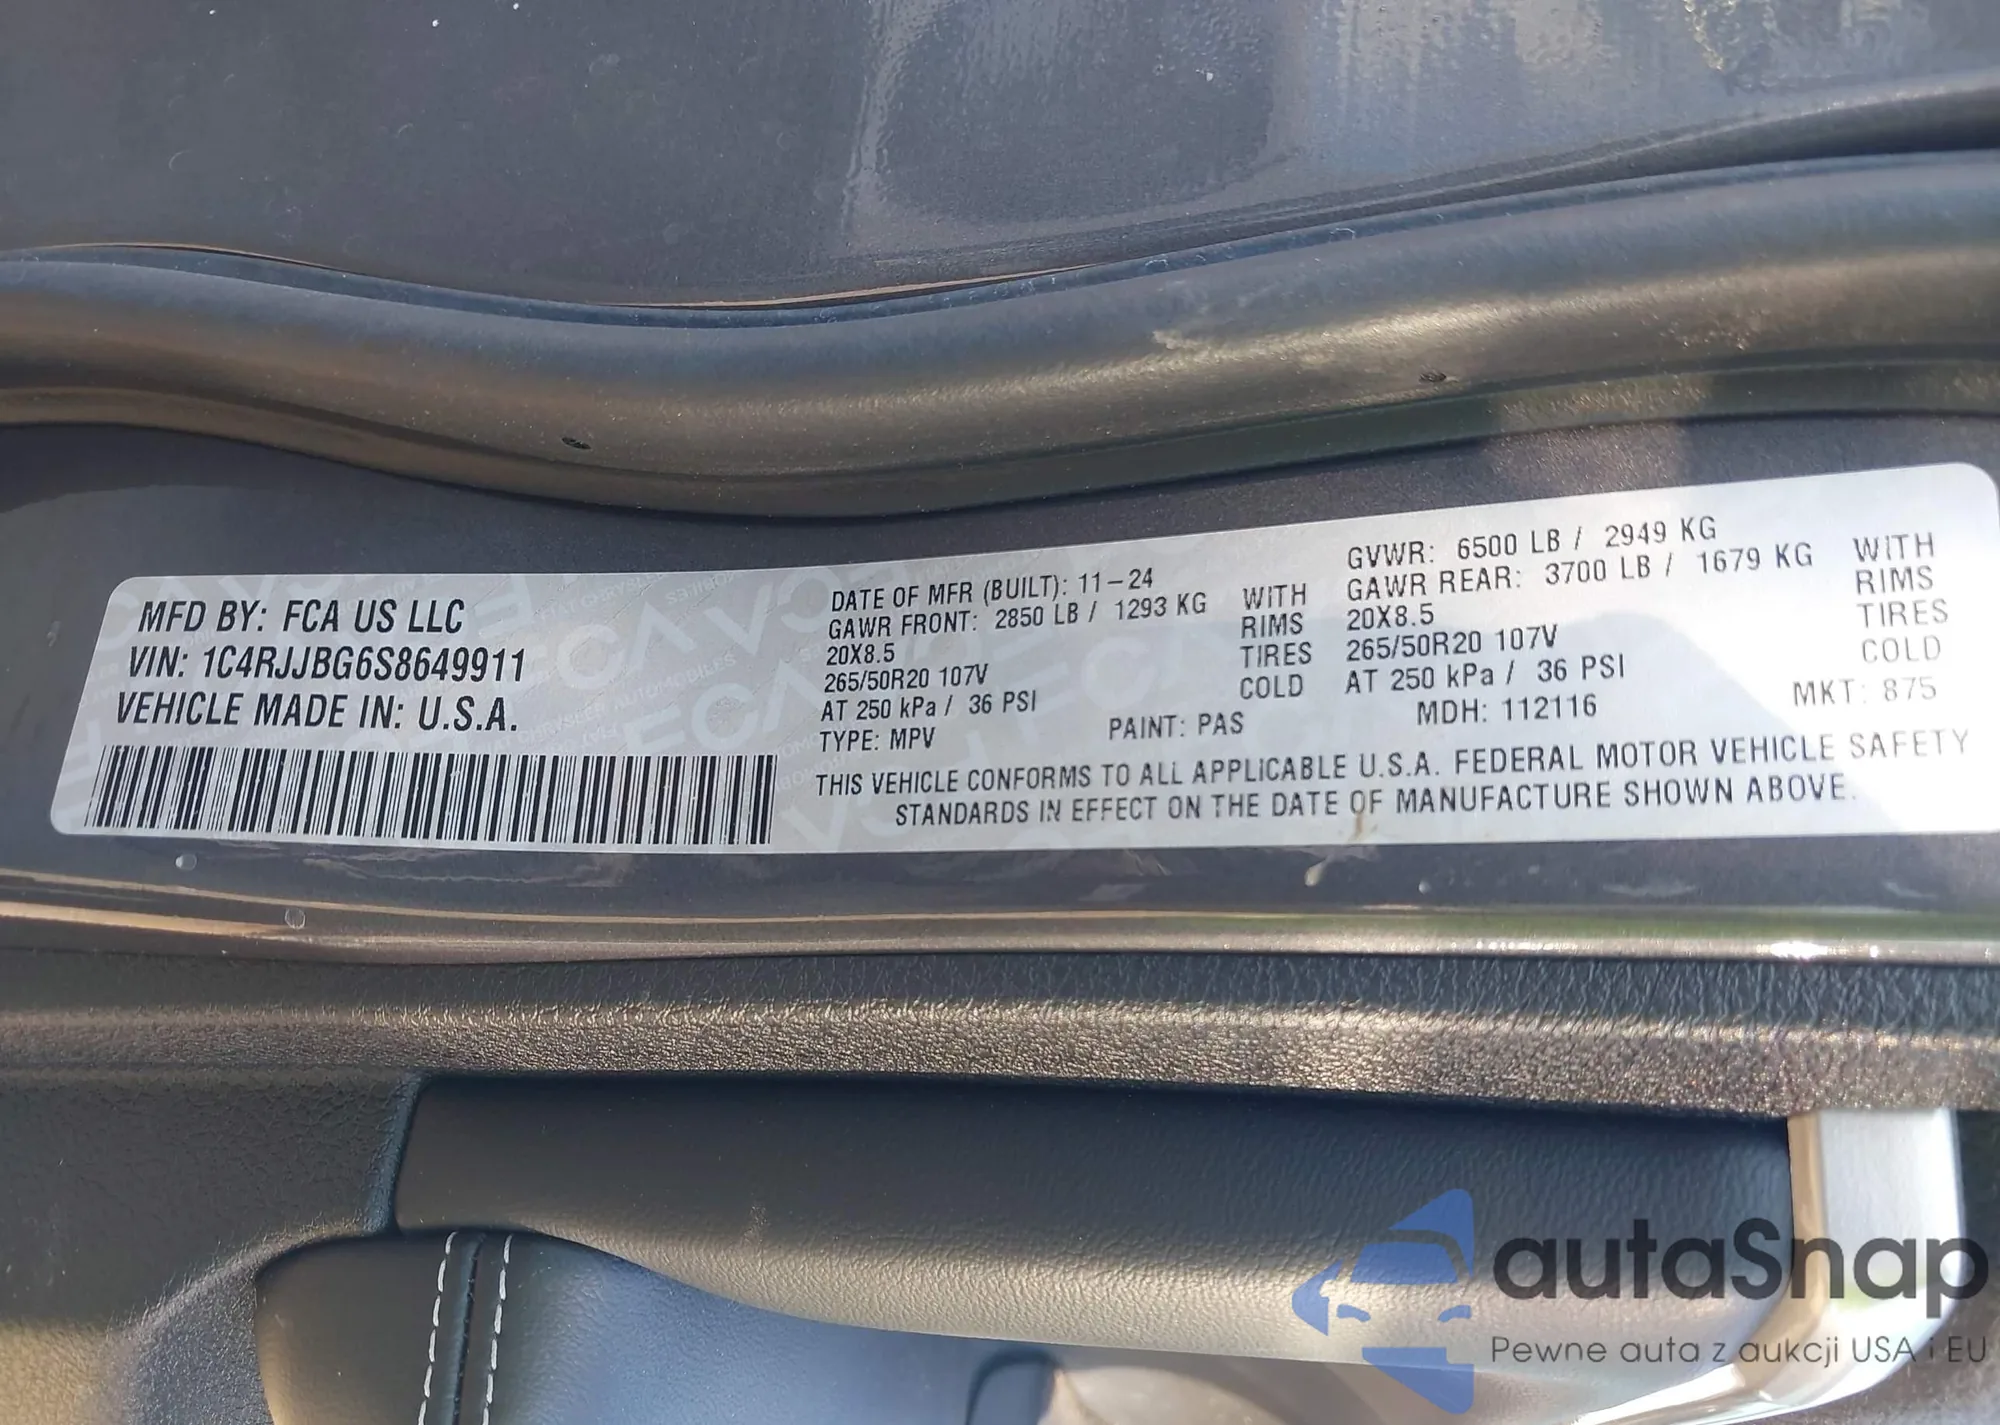 MFD BY: FCA US LLC
VIN: 1C4RJJBG6S8649911
VEHICLE MADE IN: U.S.A.
DATE OF MFR (BUILT): 11-24
GAWR FRONT: 2850 LB / 1293 KG WITH
20X8.5 RIMS
265/50R20 107V TIRES
AT 250 kPa / 36 PSI COLD
TYPE: MPV
PAINT: PAS
GVWR: 6500 LB / 2949 KG
GAWR REAR: 3700 LB / 1679 KG WITH
20X8.5 RIMS
265/50R20 107V TIRES
AT 250 kPa / 36 PSI COLD
MDH: 112116
MKT: 875
THIS VEHICLE CONFORMS TO ALL APPLICABLE U.S.A. FEDERAL MOTOR VEHICLE SAFETY
STANDARDS IN EFFECT ON THE DATE OF MANUFACTURE SHOWN ABOVE.
autaSnap
Pewne auta z aukcji USA i EU